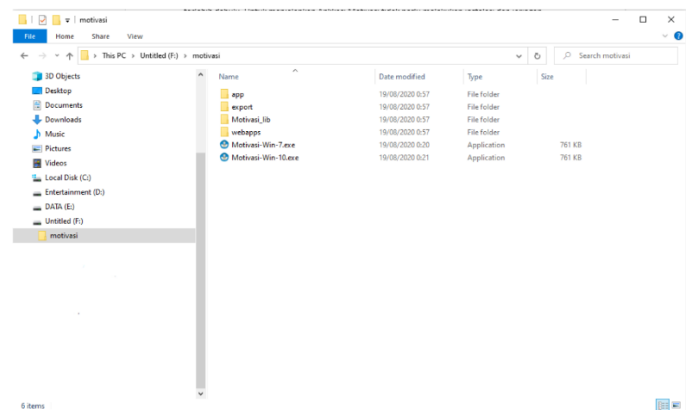 motivasi
File Home Share View
This PC > Untitled (F:) > motivasi
Search motivasi
3D Objects
Desktop
Documents
Downloads
Music
Pictures
Videos
Local Disk (C:)
Entertainment (D:)
DATA (E:)
Untitled (F:)
motivasi
Name Date modified Type Size
app 19/08/2020 0:57 File folder
export 19/08/2020 0:57 File folder
Motivasi_lib 19/08/2020 0:57 File folder
webapps 19/08/2020 0:57 File folder
Motivasi-Win-7.exe 19/08/2020 0:20 Application 761 KB
Motivasi-Win-10.exe 19/08/2020 0:21 Application 761 KB
6 items